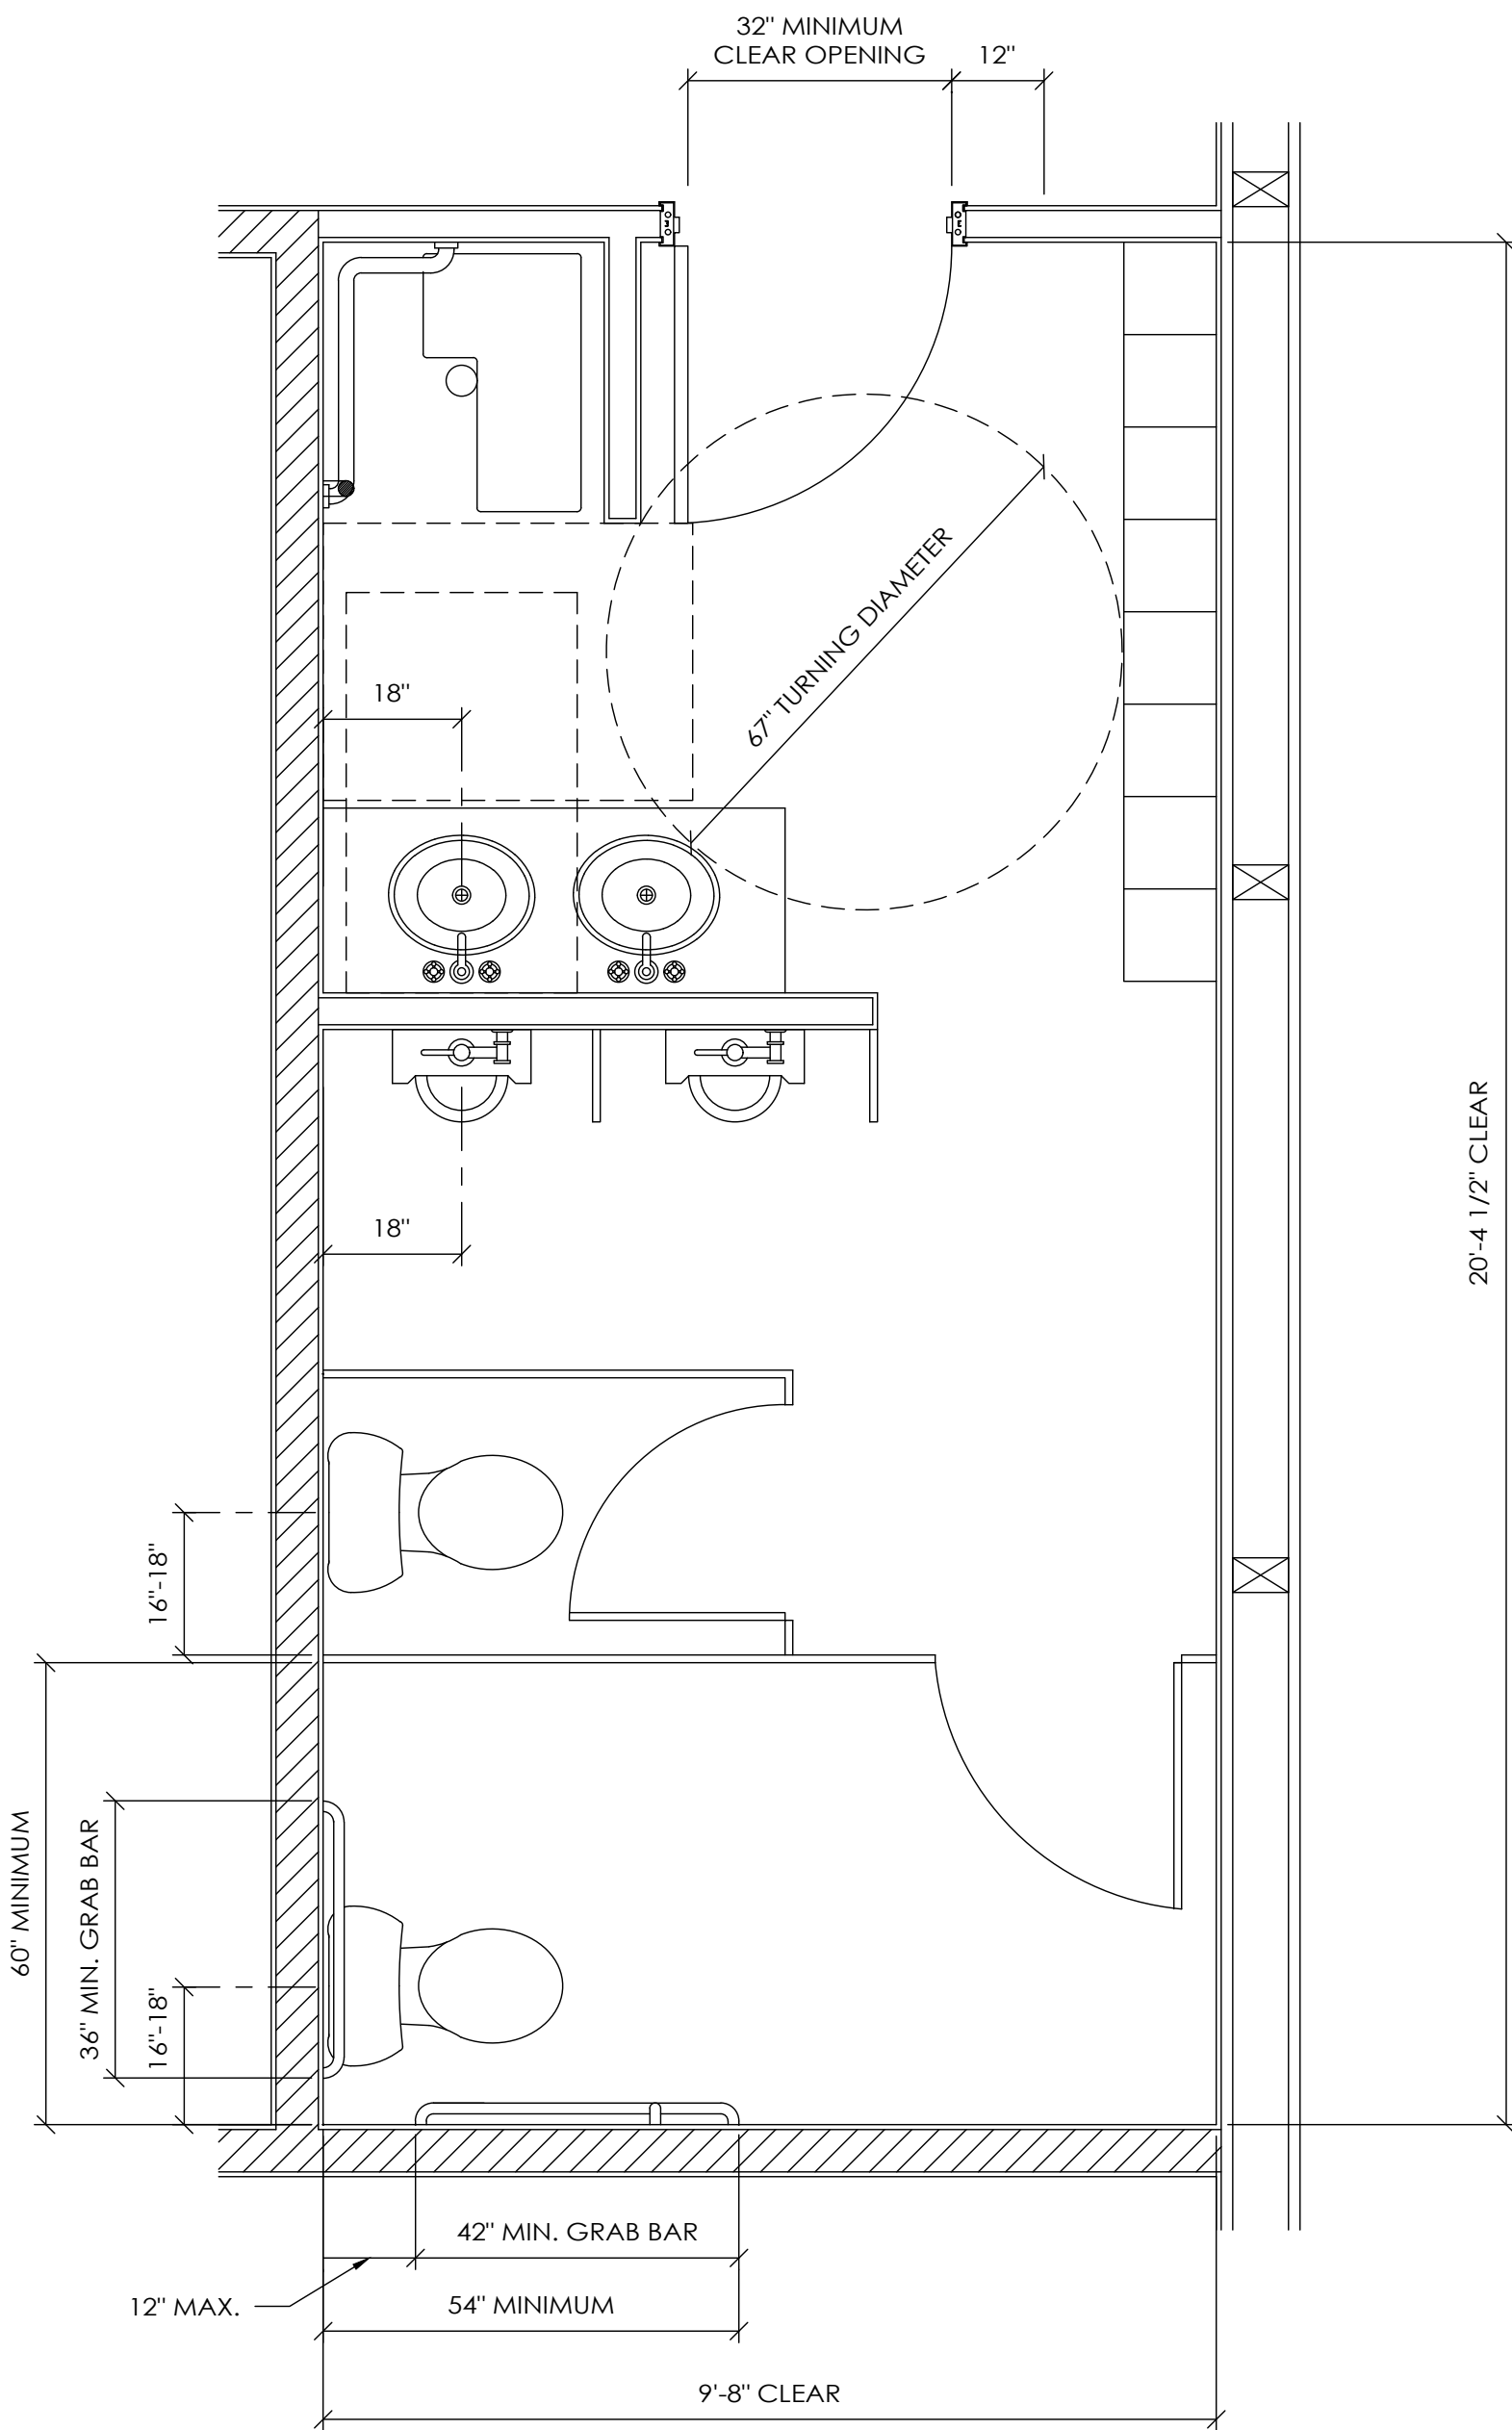 32" MINIMUM
CLEAR OPENING
12"
67" TURNING DIAMETER
18"
20'-4 1/2" CLEAR
18"
16"-18"
60" MINIMUM
36" MIN. GRAB BAR
16"-18"
42" MIN. GRAB BAR
12" MAX.
54" MINIMUM
9'-8" CLEAR